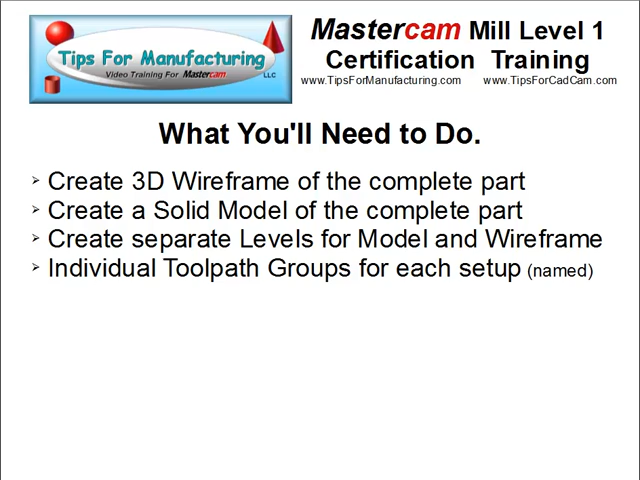 Tips For Manufacturing
Video Training For Mastercam
LLC
Mastercam Mill Level 1
Certification Training
www.TipsForManufacturing.com www.TipsForCadCam.com
What You'll Need to Do.
➢ Create 3D Wireframe of the complete part
➢ Create a Solid Model of the complete part
➢ Create separate Levels for Model and Wireframe
➢ Individual Toolpath Groups for each setup (named)